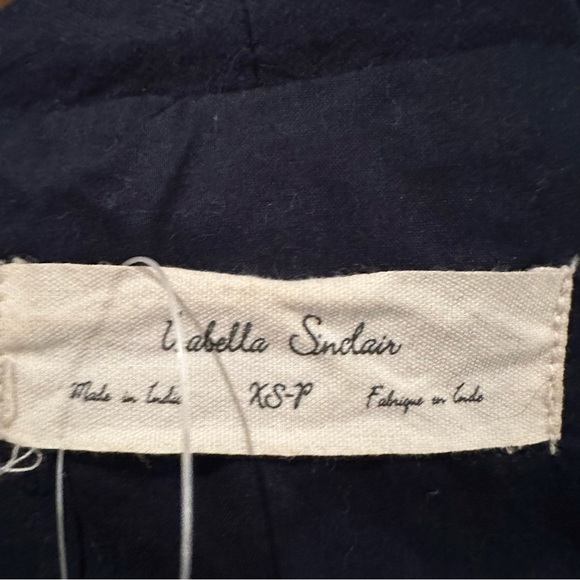 Isabella Sinclair
Made in India XS-P Fabrique en Inde